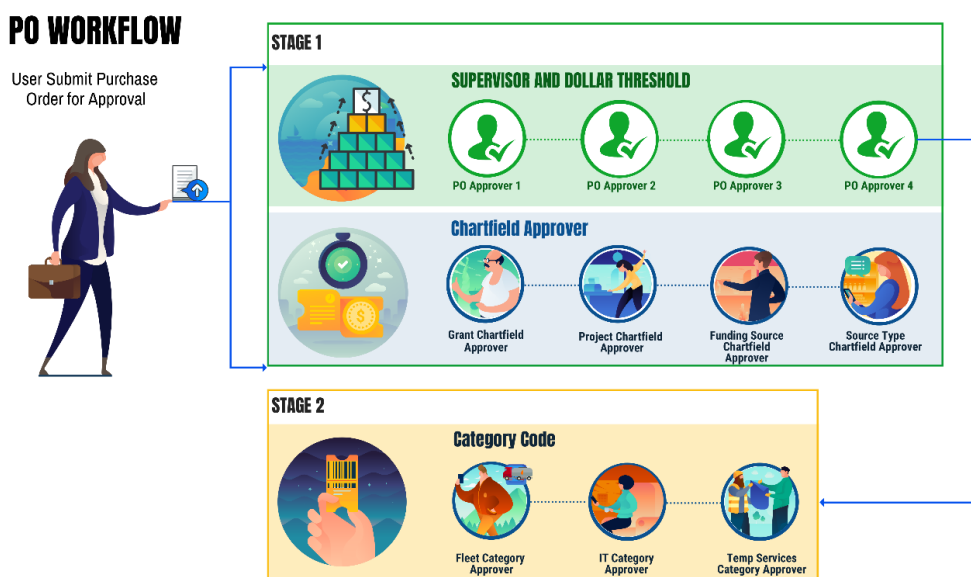 PO WORKFLOW
User Submit Purchase
Order for Approval
STAGE 1
SUPERVISOR AND DOLLAR THRESHOLD
$
PO Approver 1
PO Approver 2
PO Approver 3
PO Approver 4
Chartfield Approver
$
Grant Chartfield
Approver
Project Chartfield
Approver
Funding Source
Chartfield
Approver
Source Type
Chartfield Approver
STAGE 2
Category Code
Fleet Category
Approver
IT Category
Approver
Temp Services
Category Approver